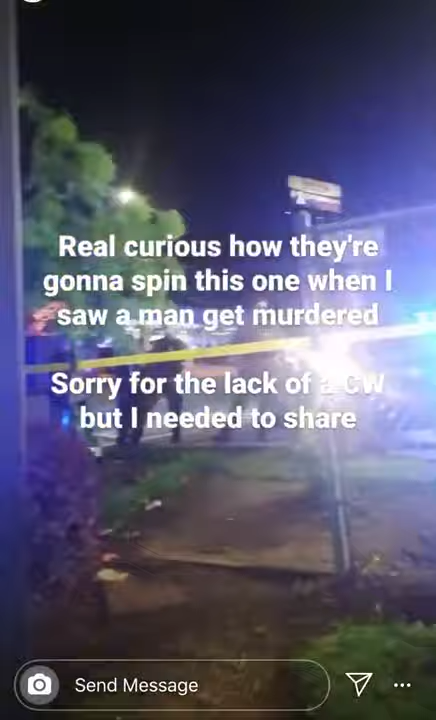 Real curious how they're
gonna spin this one when I
saw a man get murdered
Sorry for the lack of a CW
but I needed to share
Send Message